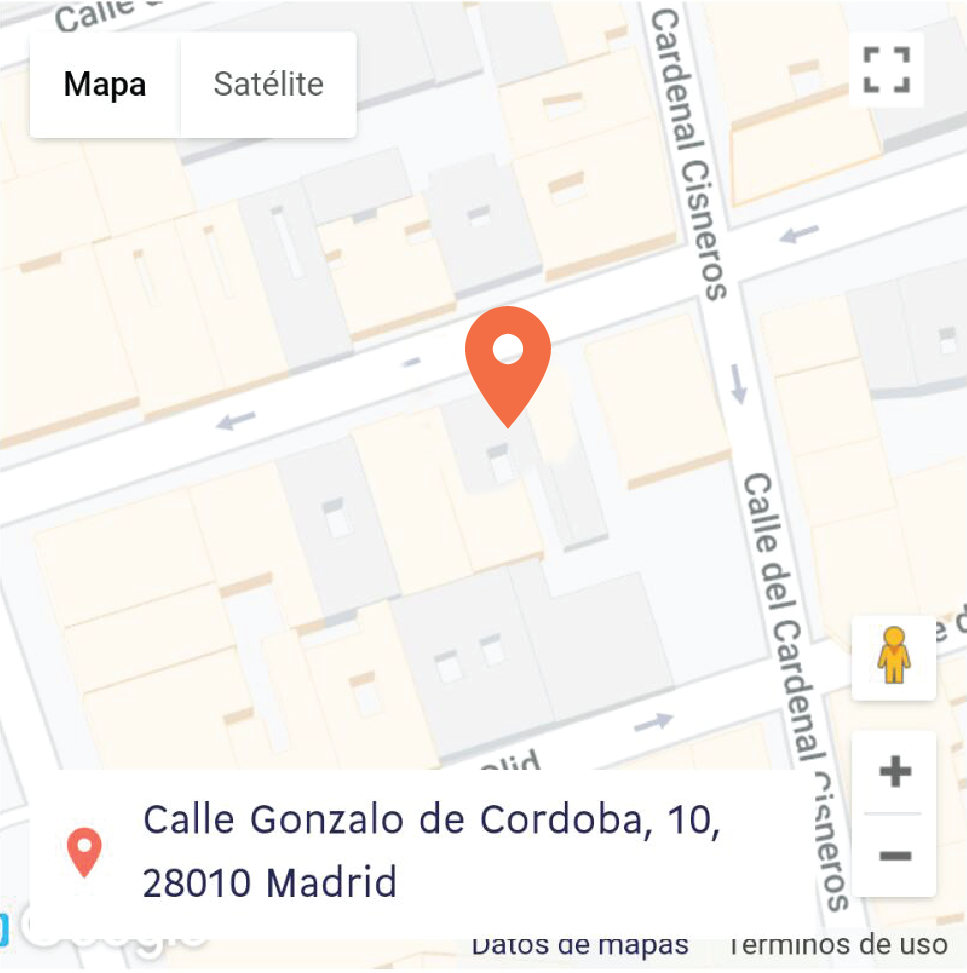 Calle
Mapa
Satélite
Cardenal Cisneros
Calle del Cardenal Cisneros
Calle Gonzalo de Cordoba, 10,
28010 Madrid
Google
Datos de mapas
Términos de uso